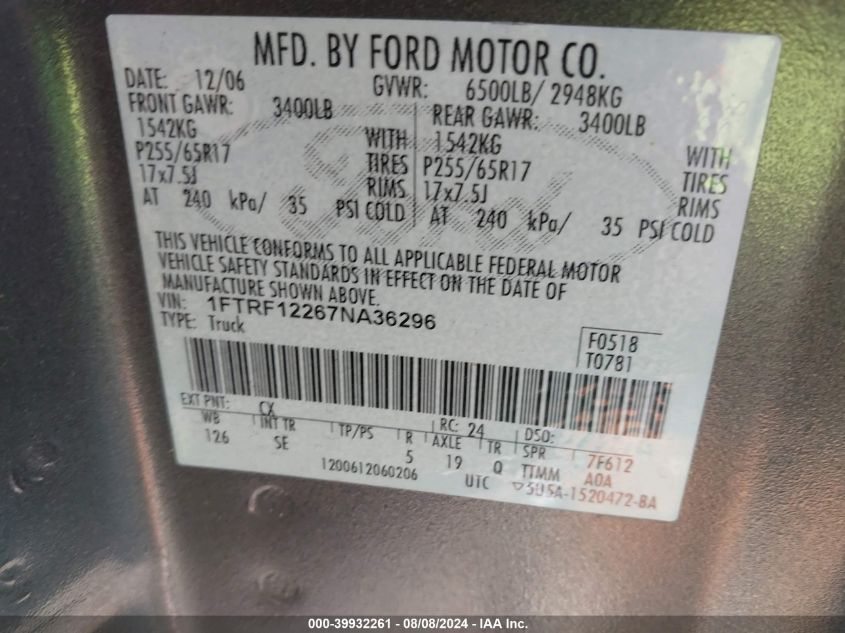 MFD. BY FORD MOTOR CO.
DATE: 12/06 GVWR: 6500LB/ 2948KG
FRONT GAWR: 3400LB REAR GAWR: 3400LB
1542KG WITH 1542KG WITH
P255/65R17 TIRES P255/65R17 TIRES
17x7.5J RIMS 17x7.5J RIMS
AT 240 kPa/ 35 PSI COLD AT 240 kPa/ 35 PSI COLD
THIS VEHICLE CONFORMS TO ALL APPLICABLE FEDERAL MOTOR
VEHICLE SAFETY STANDARDS IN EFFECT ON THE DATE OF
MANUFACTURE SHOWN ABOVE.
VIN: 1FTRF12267NA36296
TYPE: Truck
F0518
T0781
EXT PNT: CX RC: 24 DSO:
WB INT TR TP/PS R AXLE TR SPR 7F612
126 SE 5 19 Q TTMM A0A
1200612060206 UTC 5U5A-1520472-BA
000-39932261 - 08/08/2024 - IAA Inc.